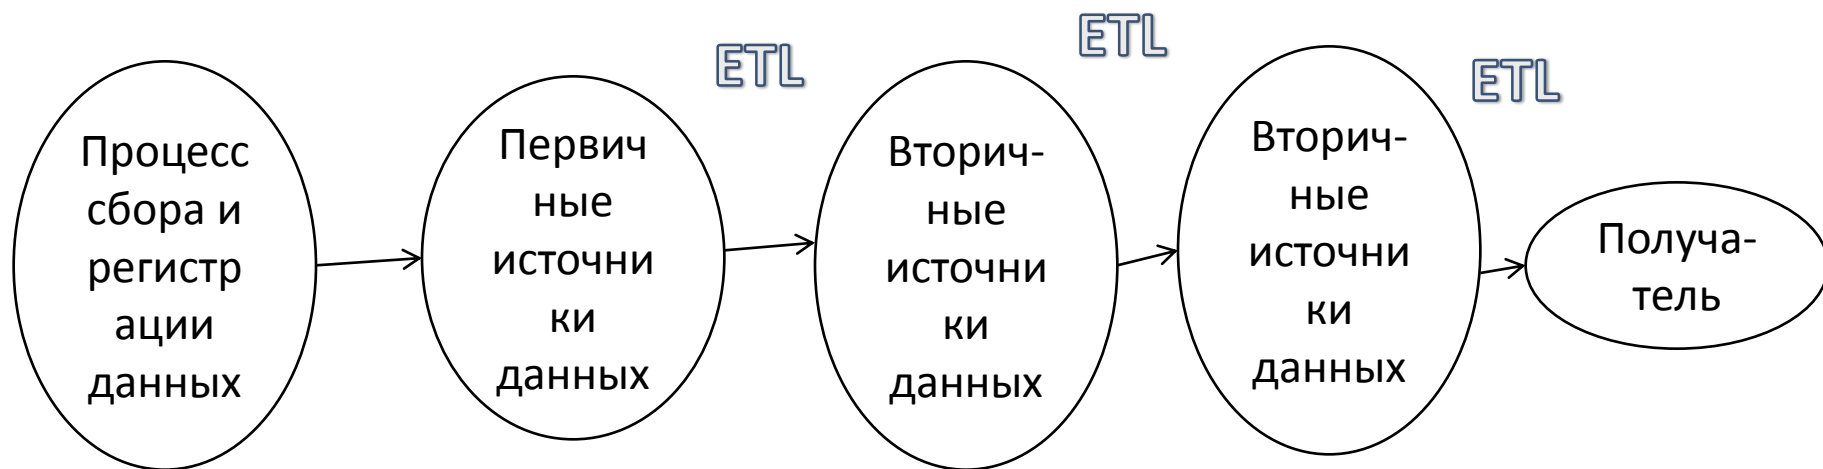 Процесс
сбора и
регистр
ации
данных
Первич
ные
источни
ки
данных
ETL
Вторич-
ные
источни
ки
данных
ETL
Вторич-
ные
источни
ки
данных
ETL
Получа-
тель